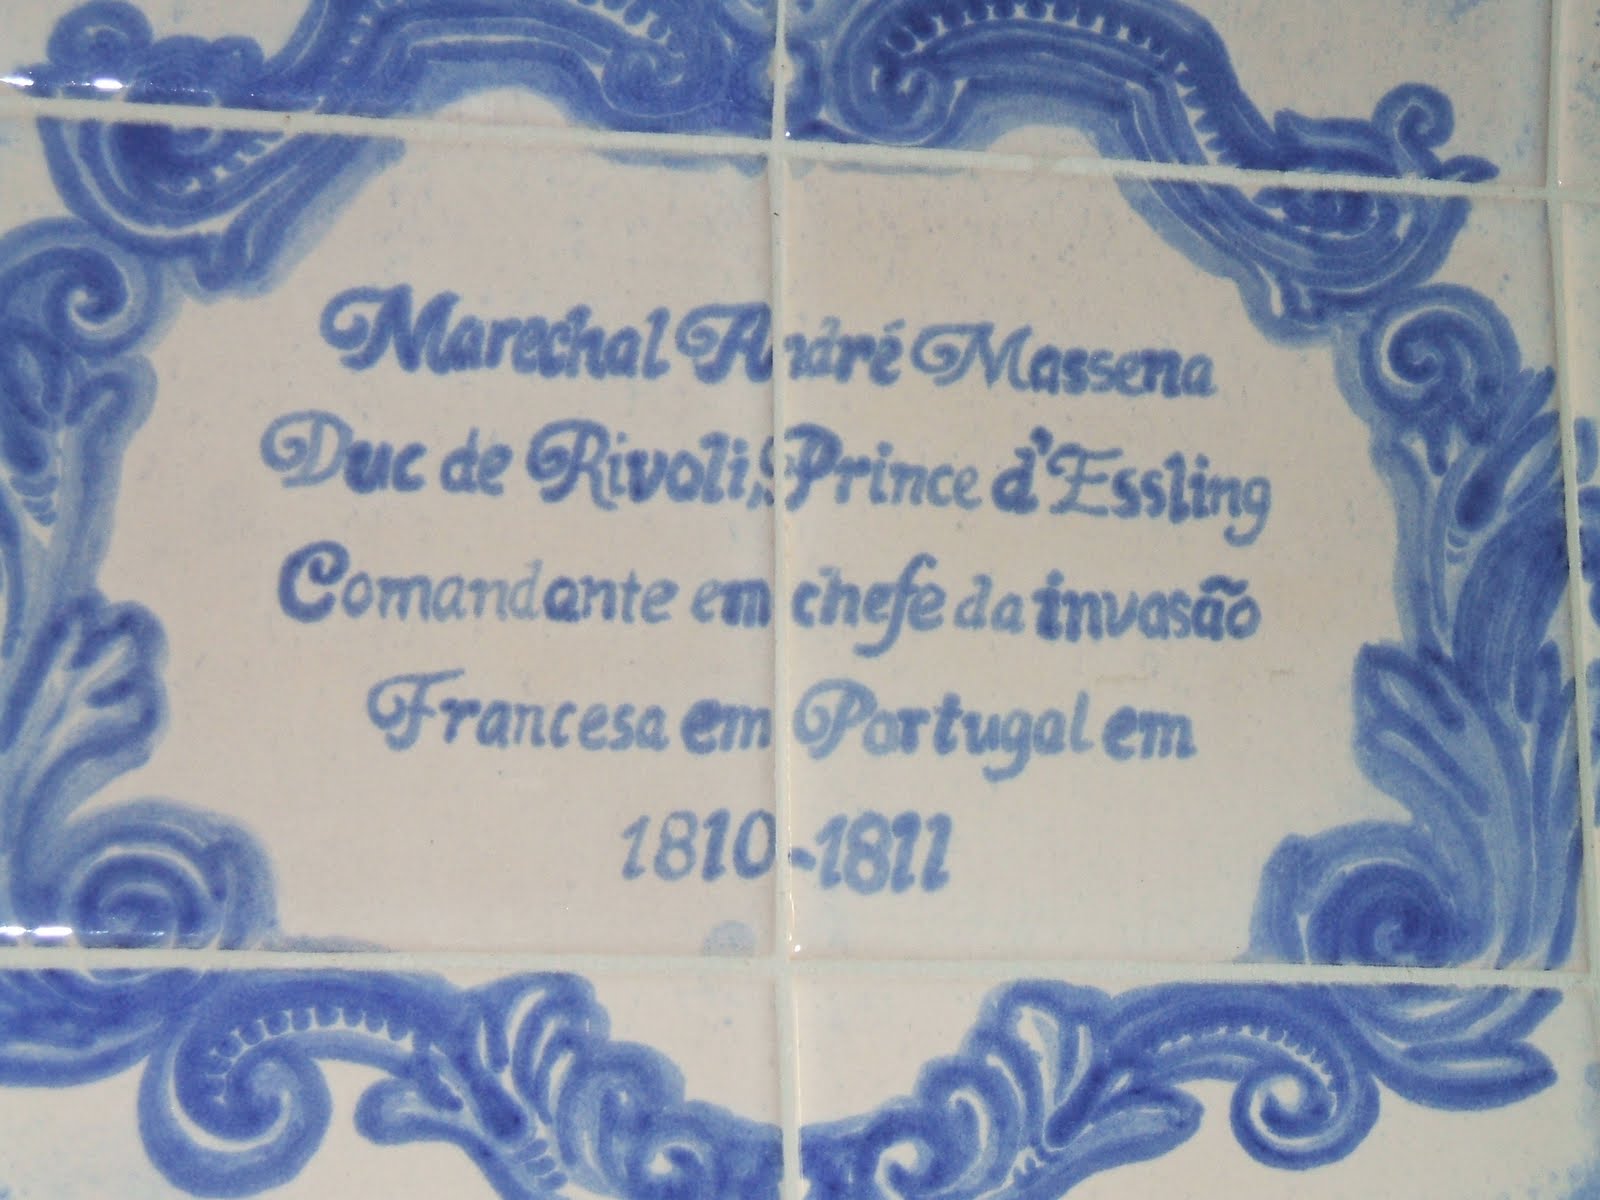 Marechal André Massena
Duc de Rivoli, Prince d'Essling
Comandante em chefe da invasão
Francesa em Portugal em
1810-1811